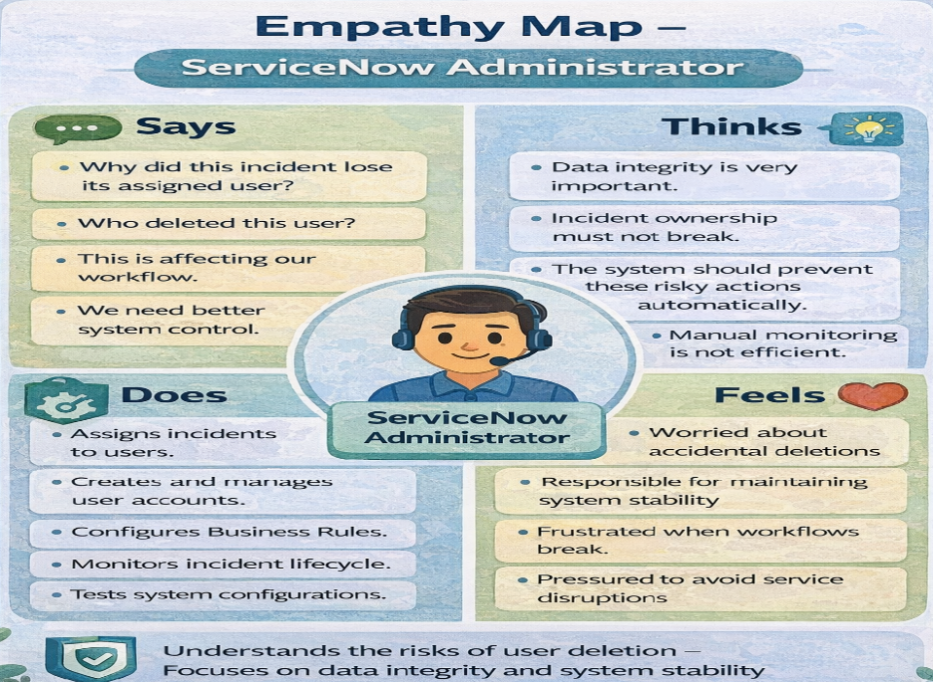 Empathy Map –
ServiceNow Administrator
Says
• Why did this incident lose
its assigned user?
• Who deleted this user?
• This is affecting our
workflow.
• We need better
system control.
Thinks
• Data integrity is very
important.
• Incident ownership
must not break.
• The system should prevent
these risky actions
automatically.
• Manual monitoring
is not efficient.
ServiceNow
Administrator
Does
• Assigns incidents
to users.
• Creates and manages
user accounts.
• Configures Business Rules.
• Monitors incident lifecycle.
• Tests system configurations.
Feels
• Worried about
accidental deletions
• Responsible for maintaining
system stability
• Frustrated when workflows
break.
• Pressured to avoid service
disruptions
Understands the risks of user deletion –
Focuses on data integrity and system stability